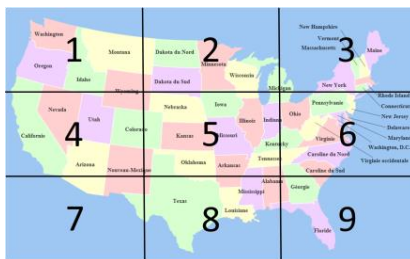 Washington
Montana
Dakota du Nord
Minnesota
New Hampshire
Vermont
Massachusetts
Maine
1
2
3
Oregon
Idaho
Dakota du Sud
Wisconsin
Michigan
New York
Rhode Island
Wyoming
Nebraska
Iowa
Pennsylvanie
Connecticut
New Jersey
Nevada
Utah
Colorado
Illinois
Indiana
Ohio
Delaware
Maryland
Washington, D.C.
4
5
6
Californie
Kansas
Missouri
Kentucky
Virginie
Virginie occidentale
Caroline du Nord
Tennessee
Arizona
Nouveau-Mexique
Oklahoma
Arkansas
Caroline du Sud
Mississippi
Alabama
Géorgie
Texas
Louisiane
7
8
9
Floride